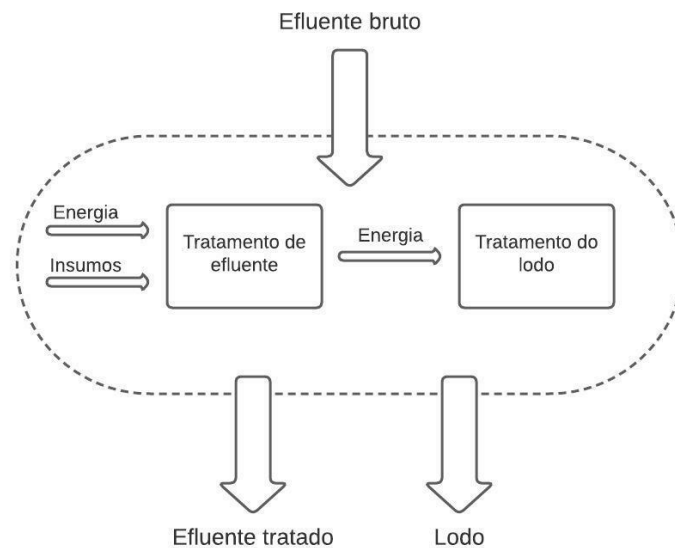 Efluente bruto
Energia
Insumos
Tratamento de
efluente
Energia
Tratamento do
lodo
Efluente tratado
Lodo